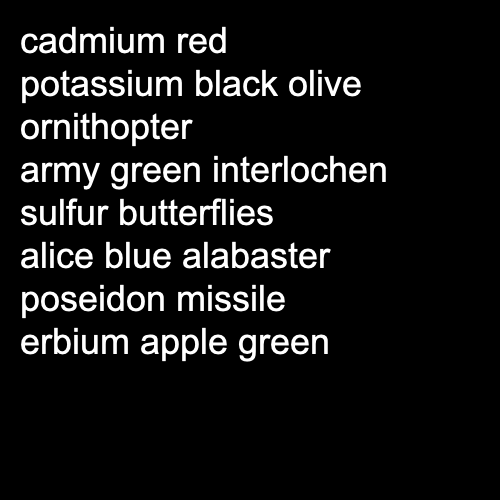 cadmium red
potassium black olive
ornithopter
army green interlochen
sulfur butterflies
alice blue alabaster
poseidon missile
erbium apple green